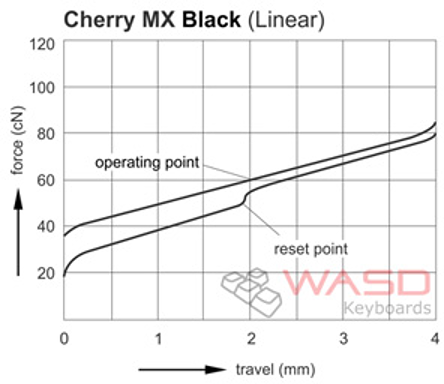 Cherry MX Black (Linear)
120
100
80
60
40
20
force (cN)
operating point
reset point
WASD
Keyboards
0 1 2 3 4
travel (mm)